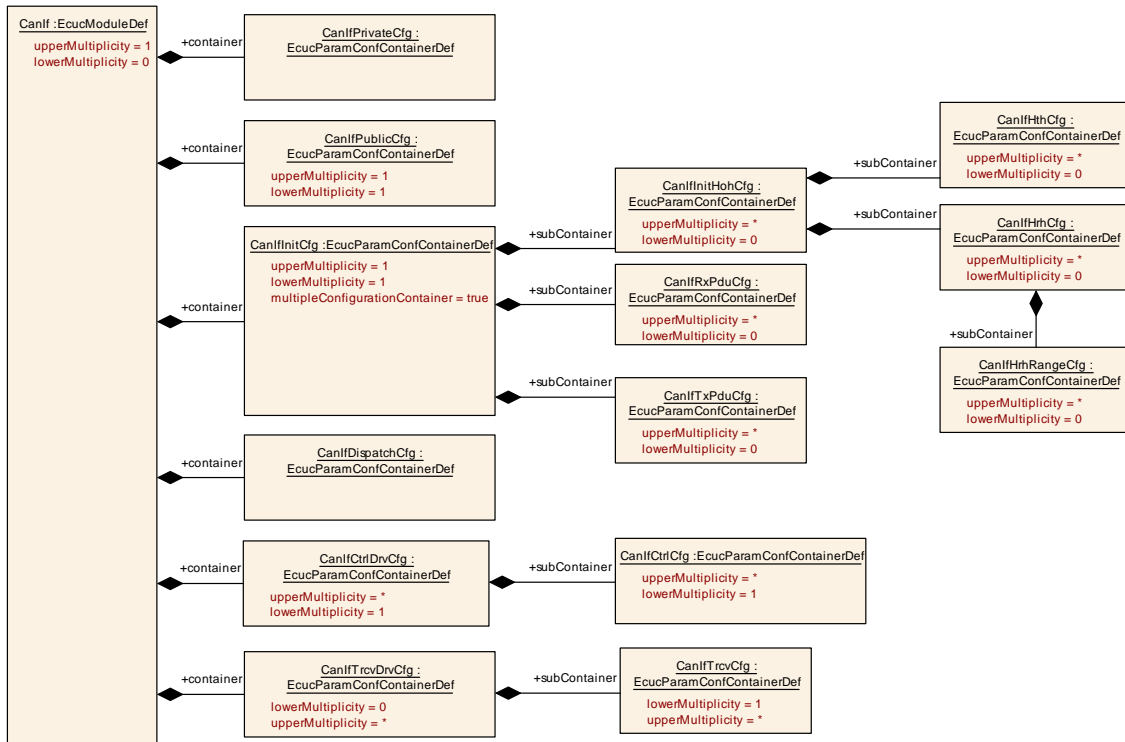 CanIf :EcucModuleDef
upperMultiplicity = 1
lowerMultiplicity = 0
+container
CanIfPrivateCfg :
EcucParamConfContainerDef
+container
CanIfPublicCfg :
EcucParamConfContainerDef
upperMultiplicity = 1
lowerMultiplicity = 1
+container
CanIfInitCfg :EcucParamConfContainerDef
upperMultiplicity = 1
lowerMultiplicity = 1
multipleConfigurationContainer = true
+subContainer
CanIfInitHohCfg :
EcucParamConfContainerDef
upperMultiplicity = *
lowerMultiplicity = 0
+subContainer
CanIfHthCfg :
EcucParamConfContainerDef
upperMultiplicity = *
lowerMultiplicity = 0
+subContainer
CanIfHrhCfg :
EcucParamConfContainerDef
upperMultiplicity = *
lowerMultiplicity = 0
+subContainer
CanIfHrhRangeCfg :
EcucParamConfContainerDef
upperMultiplicity = *
lowerMultiplicity = 0
+subContainer
CanIfRxPduCfg :
EcucParamConfContainerDef
upperMultiplicity = *
lowerMultiplicity = 0
+subContainer
CanIfTxPduCfg :
EcucParamConfContainerDef
upperMultiplicity = *
lowerMultiplicity = 0
+container
CanIfDispatchCfg :
EcucParamConfContainerDef
+container
CanIfCtrlDrvCfg :
EcucParamConfContainerDef
upperMultiplicity = *
lowerMultiplicity = 1
+subContainer
CanIfCtrlCfg :EcucParamConfContainerDef
upperMultiplicity = *
lowerMultiplicity = 1
+container
CanIfTrcvDrvCfg :
EcucParamConfContainerDef
lowerMultiplicity = 0
upperMultiplicity = *
+subContainer
CanIfTrcvCfg :
EcucParamConfContainerDef
lowerMultiplicity = 1
upperMultiplicity = *